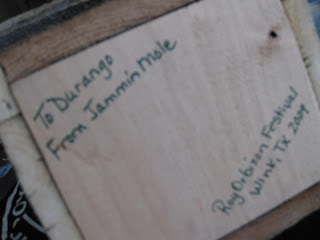 To Durango
From Jammin Mole
Roy Orbison Festival
Wink, TX 2009